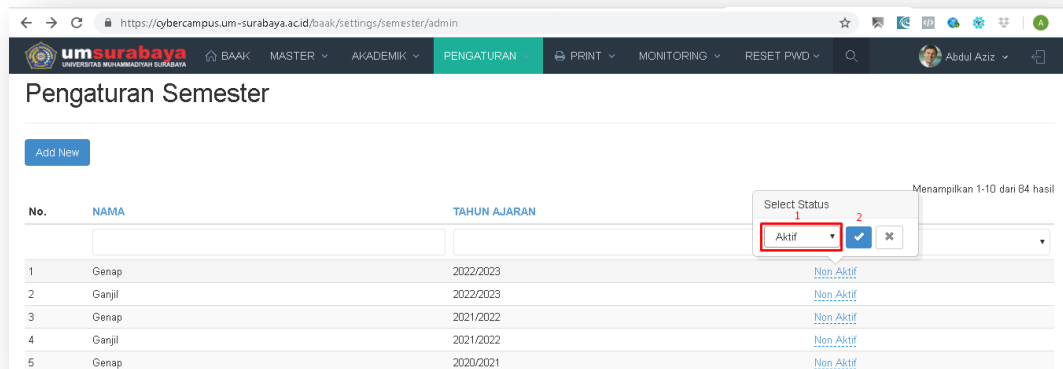 https://cybercampus.um-surabaya.ac.id/baak/settings/semester/admin
A
umsurabaya
UNIVERSITAS MUHAMMADIYAH SURABAYA
BAAK MASTER AKADEMIK PENGATURAN PRINT MONITORING RESET PWD Abdul Aziz
Pengaturan Semester
Add New
Menampilkan 1-10 dari 84 hasil
Select Status
1 2
Aktif
No. NAMA TAHUN AJARAN
1 Genap 2022/2023 Non Aktif
2 Ganjil 2022/2023 Non Aktif
3 Genap 2021/2022 Non Aktif
4 Ganjil 2021/2022 Non Aktif
5 Genap 2020/2021 Non Aktif